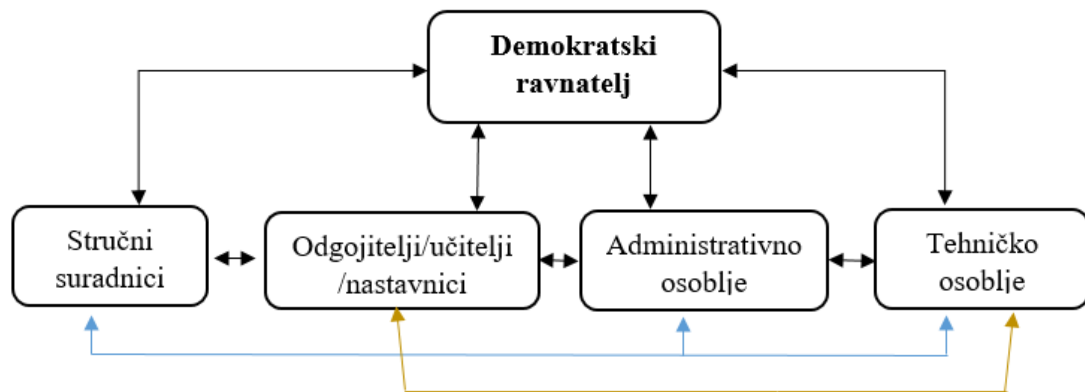 Demokratski
ravnatelj
Stručni
suradnici
Odgojitelji/učitelji
/nastavnici
Administrativno
osoblje
Tehničko
osoblje